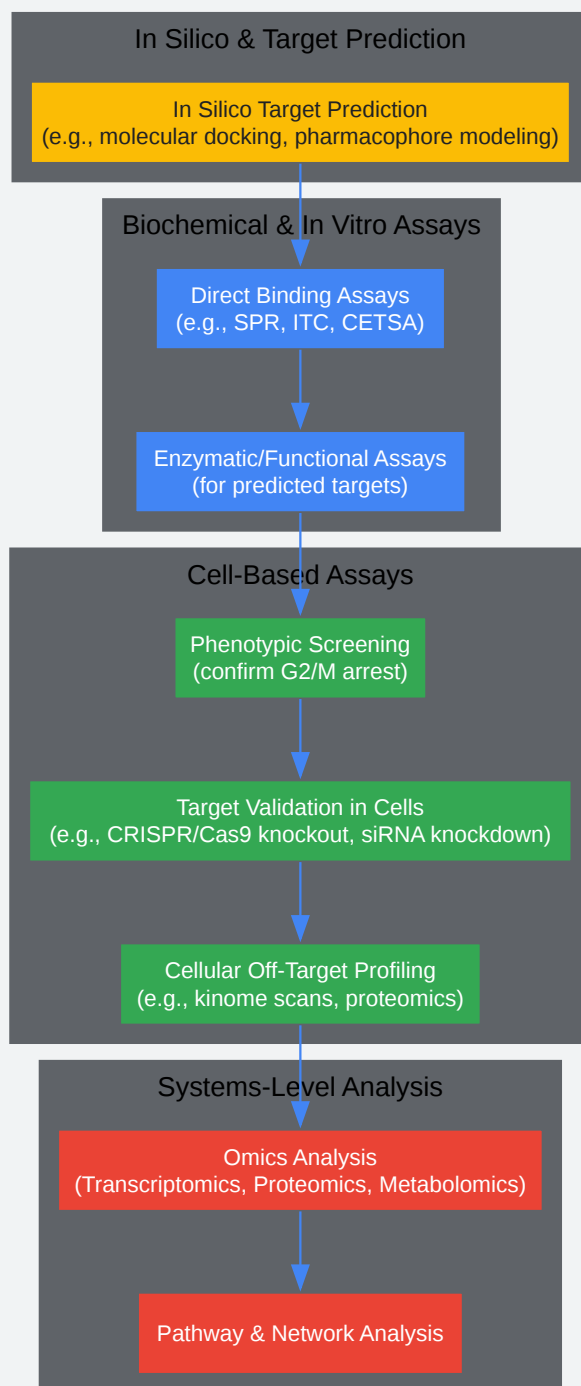 In Silico & Target Prediction
In Silico Target Prediction
(e.g., molecular docking, pharmacophore modeling)
Biochemical & In Vitro Assays
Direct Binding Assays
(e.g., SPR, ITC, CETSA)
Enzymatic/Functional Assays
(for predicted targets)
Cell-Based Assays
Phenotypic Screening
(confirm G2/M arrest)
Target Validation in Cells
(e.g., CRISPR/Cas9 knockout, siRNA knockdown)
Cellular Off-Target Profiling
(e.g., kinome scans, proteomics)
Systems-Level Analysis
Omics Analysis
(Transcriptomics, Proteomics, Metabolomics)
Pathway & Network Analysis